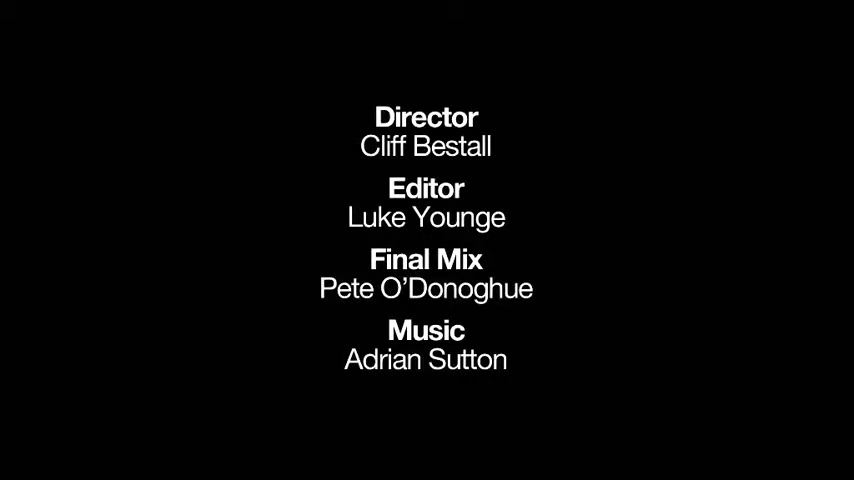 Director
Cliff Bestall
Editor
Luke Younge
Final Mix
Pete O’Donoghue
Music
Adrian Sutton